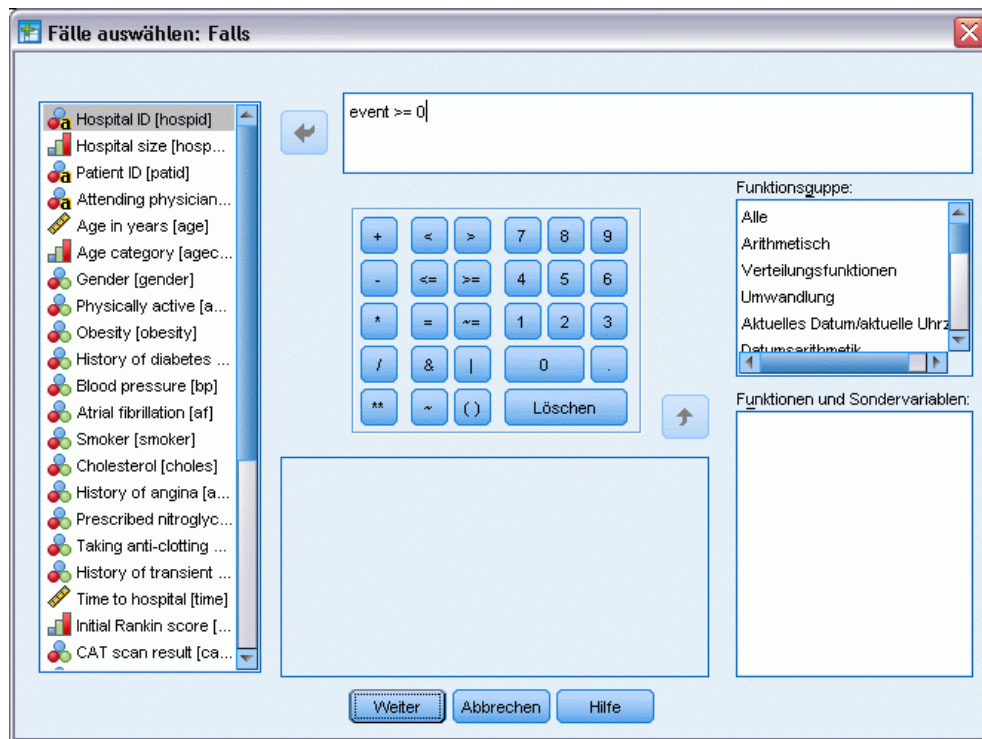 Fälle auswählen: Falls
Hospital ID [hospid]
Hospital size [hosp...
Patient ID [patid]
Attending physician...
Age in years [age]
Age category [agec...
Gender [gender]
Physically active [a...
Obesity [obesity]
History of diabetes ...
Blood pressure [bp]
Atrial fibrillation [af]
Smoker [smoker]
Cholesterol [choles]
History of angina [a...
Prescribed nitroglyc...
Taking anti-clotting ...
History of transient ...
Time to hospital [time]
Initial Rankin score [...
CAT scan result [ca...
event >= 0
+ < > 7 8 9
- <= >= 4 5 6
* = ~= 1 2 3
/ & | 0 .
** ~ ( ) Löschen
Funktionsgruppe:
Alle
Arithmetisch
Verteilungsfunktionen
Umwandlung
Aktuelles Datum/aktuelle Uhrz
Datumsarithmetik
Funktionen und Sondervariablen:
Weiter Abbrechen Hilfe